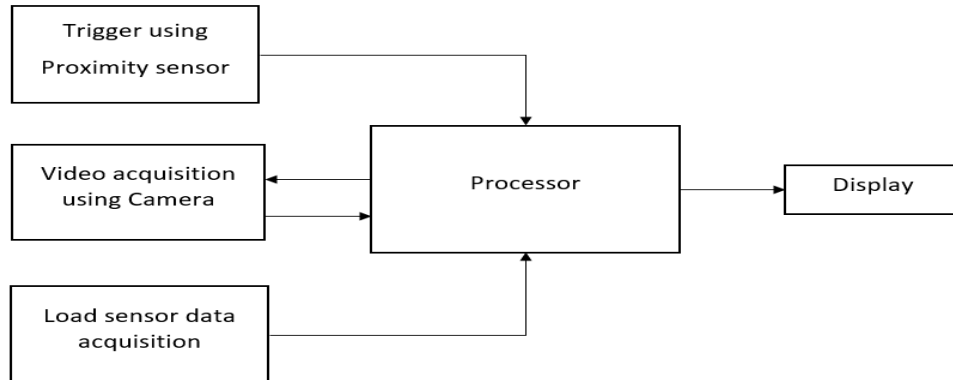 Trigger using
Proximity sensor
Video acquisition
using Camera
Processor
Display
Load sensor data
acquisition